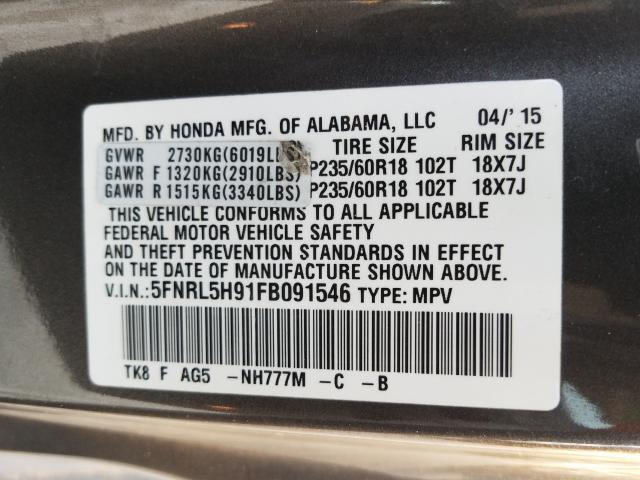 MFD. BY HONDA MFG. OF ALABAMA, LLC 04/'15
TIRE SIZE RIM SIZE
GVWR 2730KG(6019LBS)
GAWR F 1320KG(2910LBS) P235/60R18 102T 18X7J
GAWR R 1515KG(3340LBS) P235/60R18 102T 18X7J
THIS VEHICLE CONFORMS TO ALL APPLICABLE
FEDERAL MOTOR VEHICLE SAFETY
AND THEFT PREVENTION STANDARDS IN EFFECT
ON THE DATE OF MANUFACTURE SHOWN ABOVE.
V.I.N.:5FNRL5H91FB091546 TYPE: MPV
TK8 F AG5 -NH777M -C -B